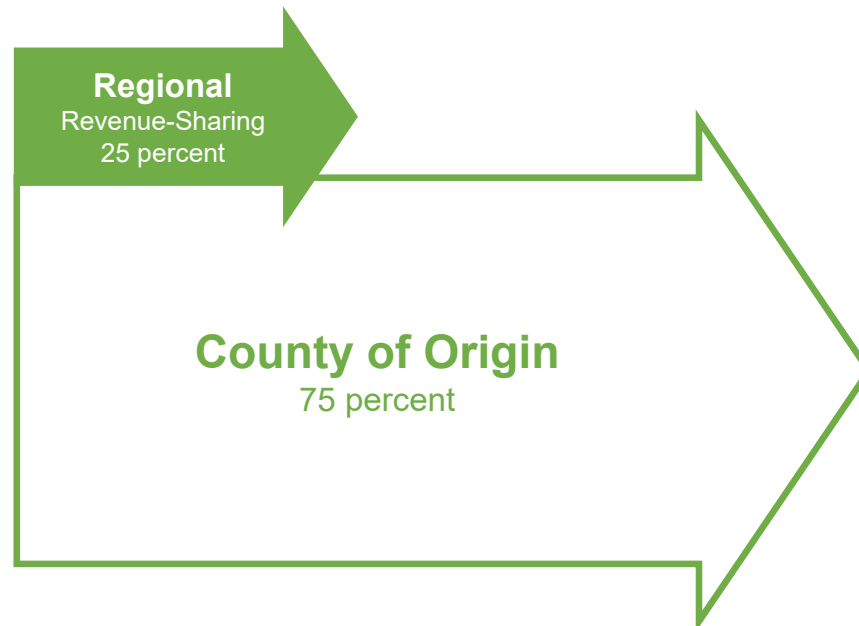 Regional
Revenue-Sharing
25 percent
County of Origin
75 percent